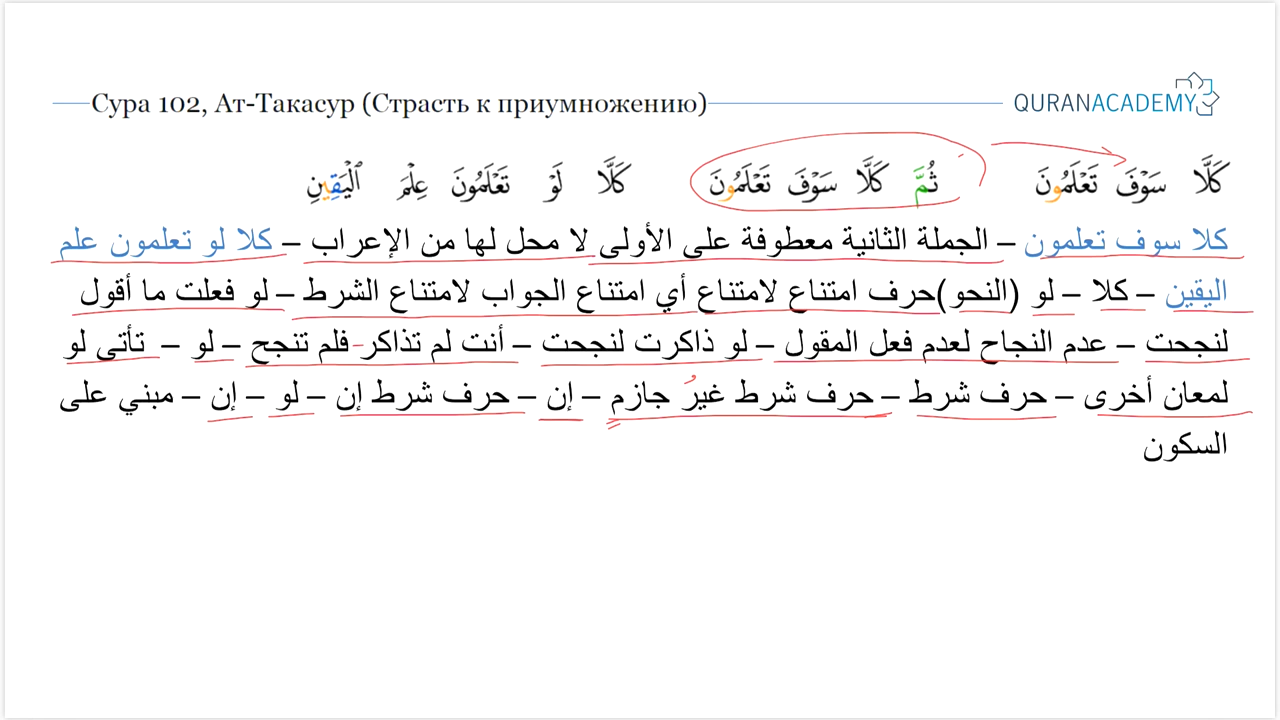 Сура 102, Ат-Такасур (Страсть к приумножению)
QURANACADEMY
كَلَّا سَوْفَ تَعْلَمُونَ ثُمَّ كَلَّا سَوْفَ تَعْلَمُونَ كَلَّا لَوْ تَعْلَمُونَ عِلْمَ الْيَقِينِ
كلا سوف تعلمون – الجملة الثانية معطوفة على الأولى لا محل لها من الإعراب – كلا لو تعلمون علم
اليقين – كلا – لو (النحو)حرف امتناع لامتناع أي امتناع الجواب لامتناع الشرط – لو فعلت ما أقول
لنجحت – عدم النجاح لعدم فعل المقول – لو ذاكرت لنجحت – أنت لم تذاكر فلم تنجح – لو – تأتى لو
لمعان أخرى – حرف شرط – حرف شرط غيرُ جازم – إن – حرف شرط إن – لو – إن – مبني على
السكون